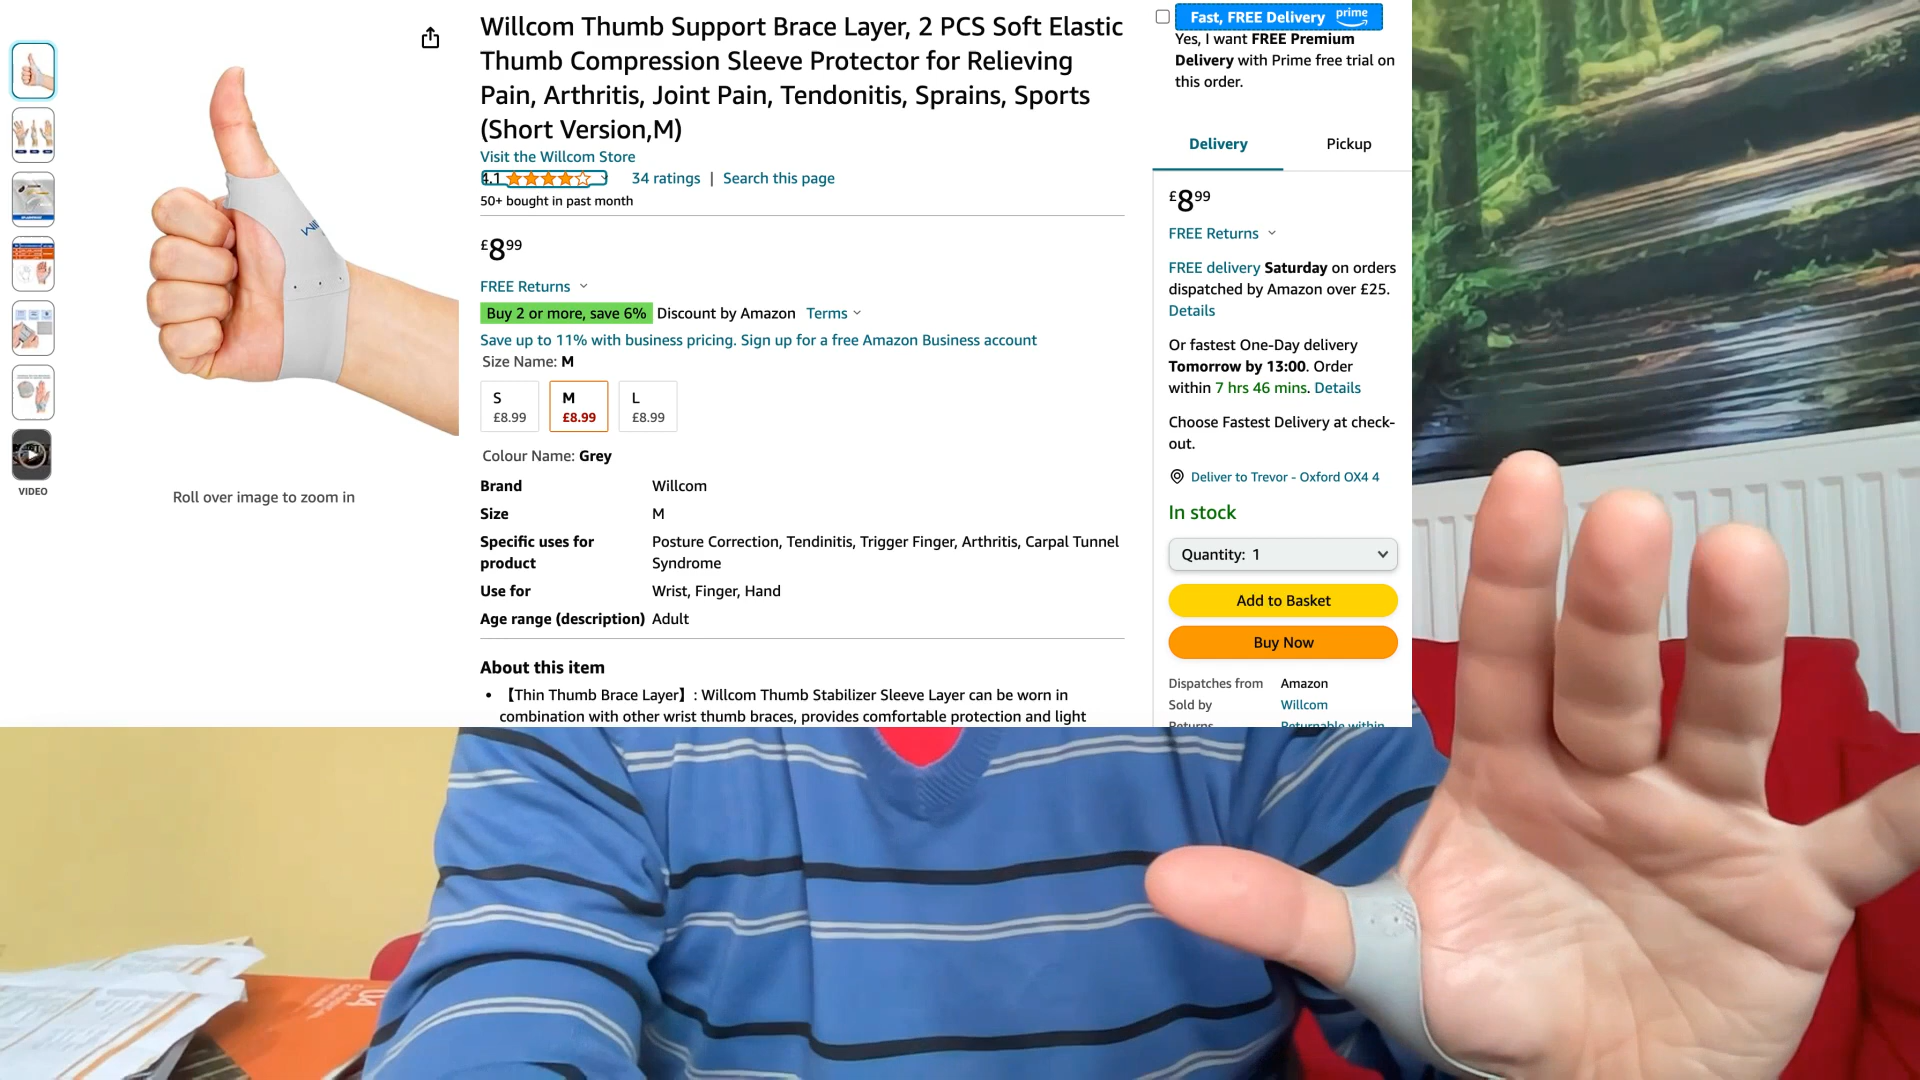 Willcom Thumb Support Brace Layer, 2 PCS Soft Elastic
Thumb Compression Sleeve Protector for Relieving
Pain, Arthritis, Joint Pain, Tendonitis, Sprains, Sports
(Short Version,M)
Visit the Willcom Store
4.1
34 ratings | Search this page
50+ bought in past month
£8.99
FREE Returns
Buy 2 or more, save 6% Discount by Amazon Terms
Save up to 11% with business pricing. Sign up for a free Amazon Business account
Size Name: M
S M L
£8.99 £8.99 £8.99
Colour Name: Grey
Brand Willcom
Size M
Specific uses for product Posture Correction, Tendinitis, Trigger Finger, Arthritis, Carpal Tunnel
Syndrome
Use for Wrist, Finger, Hand
Age range (description) Adult
About this item
• 【Thin Thumb Brace Layer】: Willcom Thumb Stabilizer Sleeve Layer can be worn in
combination with other wrist thumb braces, provides comfortable protection and light
VIDEO
Roll over image to zoom in
Fast, FREE Delivery prime
Yes, I want FREE Premium
Delivery with Prime free trial on
this order.
Delivery Pickup
£8.99
FREE Returns
FREE delivery Saturday on orders
dispatched by Amazon over £25.
Details
Or fastest One-Day delivery
Tomorrow by 13:00. Order
within 7 hrs 46 mins. Details
Choose Fastest Delivery at check-
out.
Deliver to Trevor - Oxford OX4 4
In stock
Quantity: 1
Add to Basket
Buy Now
Dispatches from Amazon
Sold by Willcom
Returns Returnable within